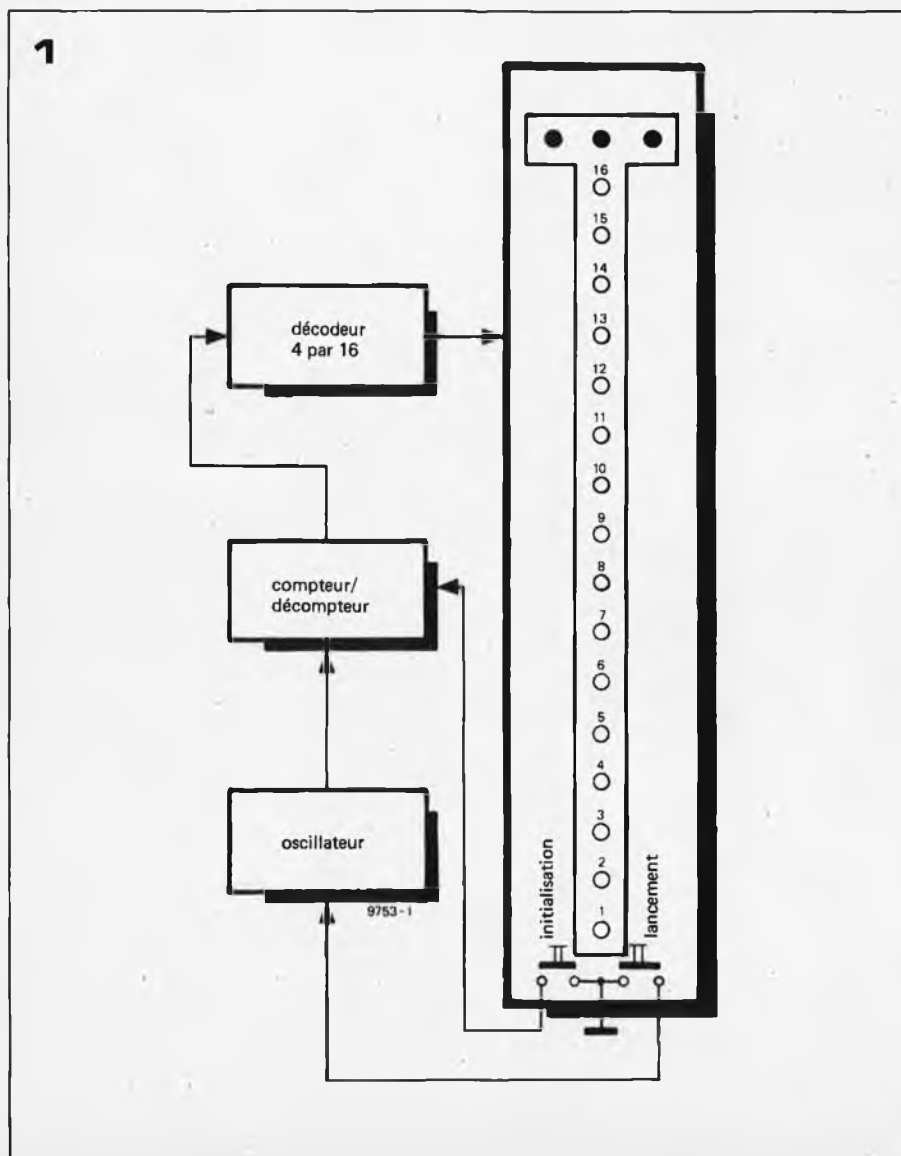 1
décodeur
4 par 16
compteur/
décompteur
oscillateur
9753-1
16
15
14
13
12
11
10
9
8
7
6
5
4
3
2
1
initialisation
lancement